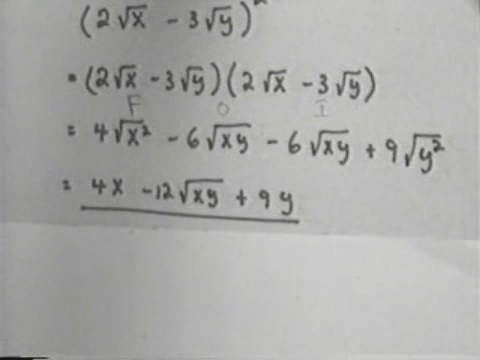 (2√x - 3√y)²
= (2√x - 3√y)(2√x - 3√y)
F O I
= 4√x² - 6√xy - 6√xy + 9√y²
= 4x - 12√xy + 9y